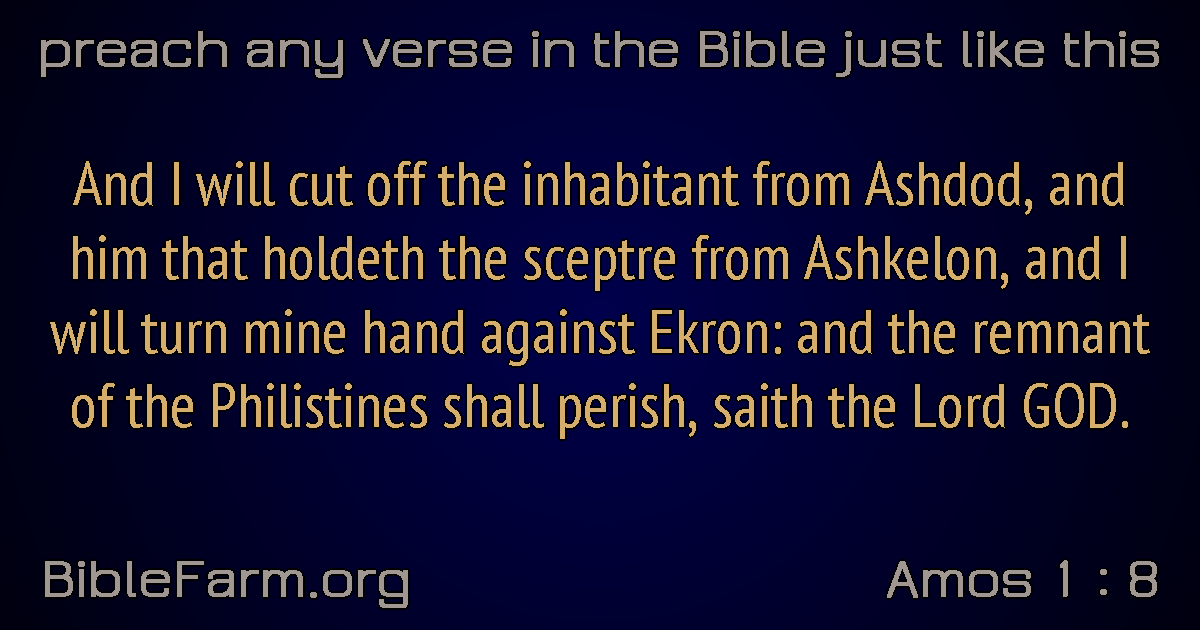 preach any verse in the Bible just like this
And I will cut off the inhabitant from Ashdod, and
him that holdeth the sceptre from Ashkelon, and I
will turn mine hand against Ekron: and the remnant
of the Philistines shall perish, saith the Lord GOD.
BibleFarm.org
Amos 1 : 8